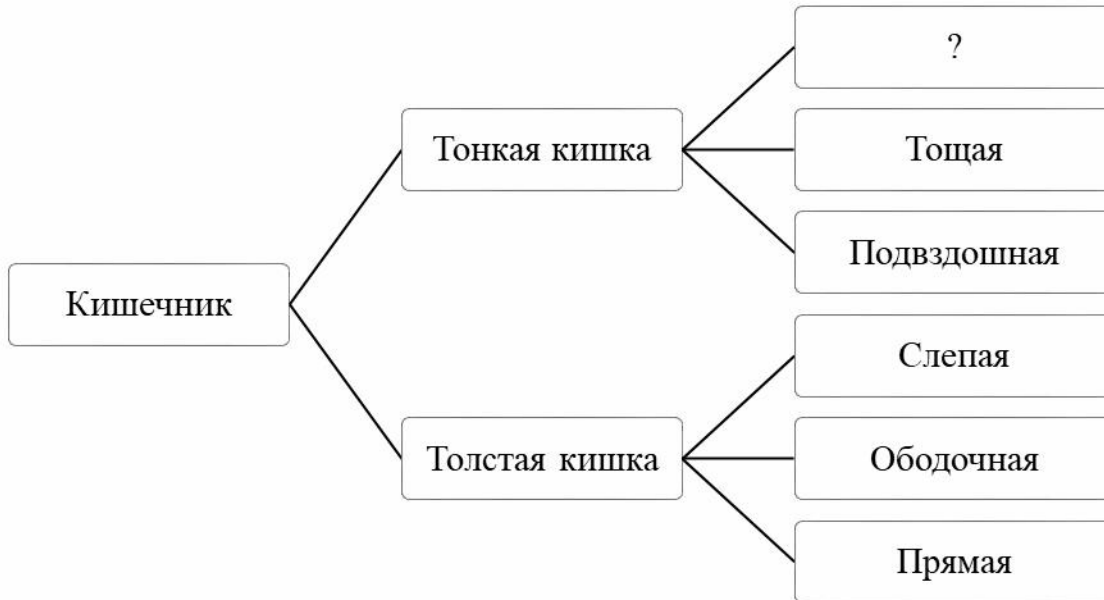 ?
Тонкая кишка
Тощая
Подвздошная
Кишечник
Слепая
Толстая кишка
Ободочная
Прямая